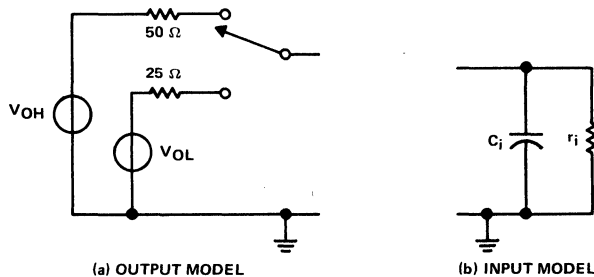 50 Ω
25 Ω
VOH
VOL
Ci
ri
(a) OUTPUT MODEL
(b) INPUT MODEL